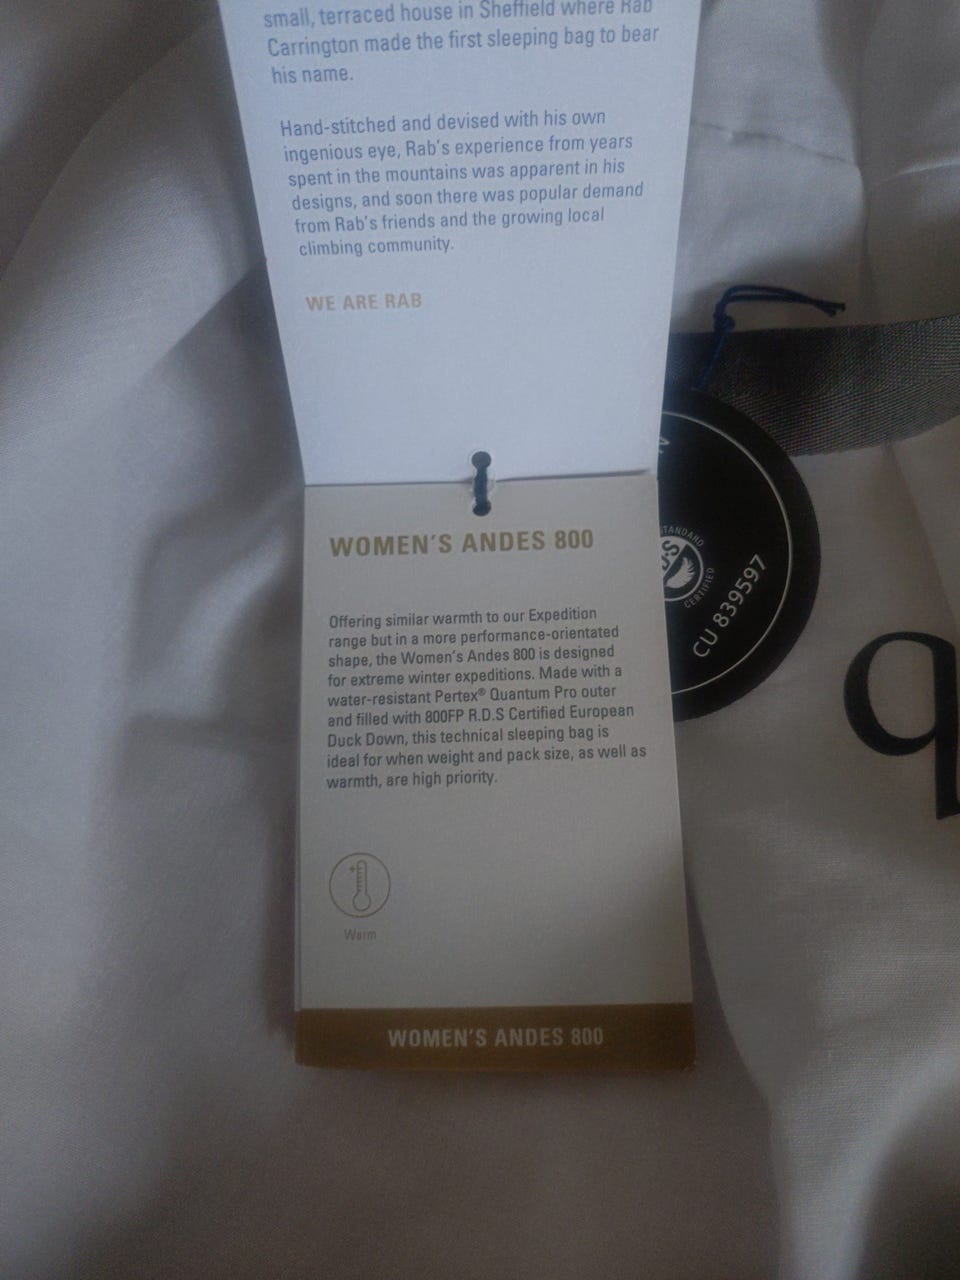 small, terraced house in Sheffield where Rab
Carrington made the first sleeping bag to bear
his name.
Hand-stitched and devised with his own
ingenious eye, Rab's experience from years
spent in the mountains was apparent in his
designs, and soon there was popular demand
from Rab's friends and the growing local
climbing community.
WE ARE RAB
WOMEN'S ANDES 800
Offering similar warmth to our Expedition
range but in a more performance-orientated
shape, the Women's Andes 800 is designed
for extreme winter expeditions. Made with a
water-resistant Pertex® Quantum Pro outer
and filled with 800FP R.D.S Certified European
Duck Down, this technical sleeping bag is
ideal for when weight and pack size, as well as
warmth, are high priority.
Warm
WOMEN'S ANDES 800
STANDARD
CERTIFIED
CU 839597